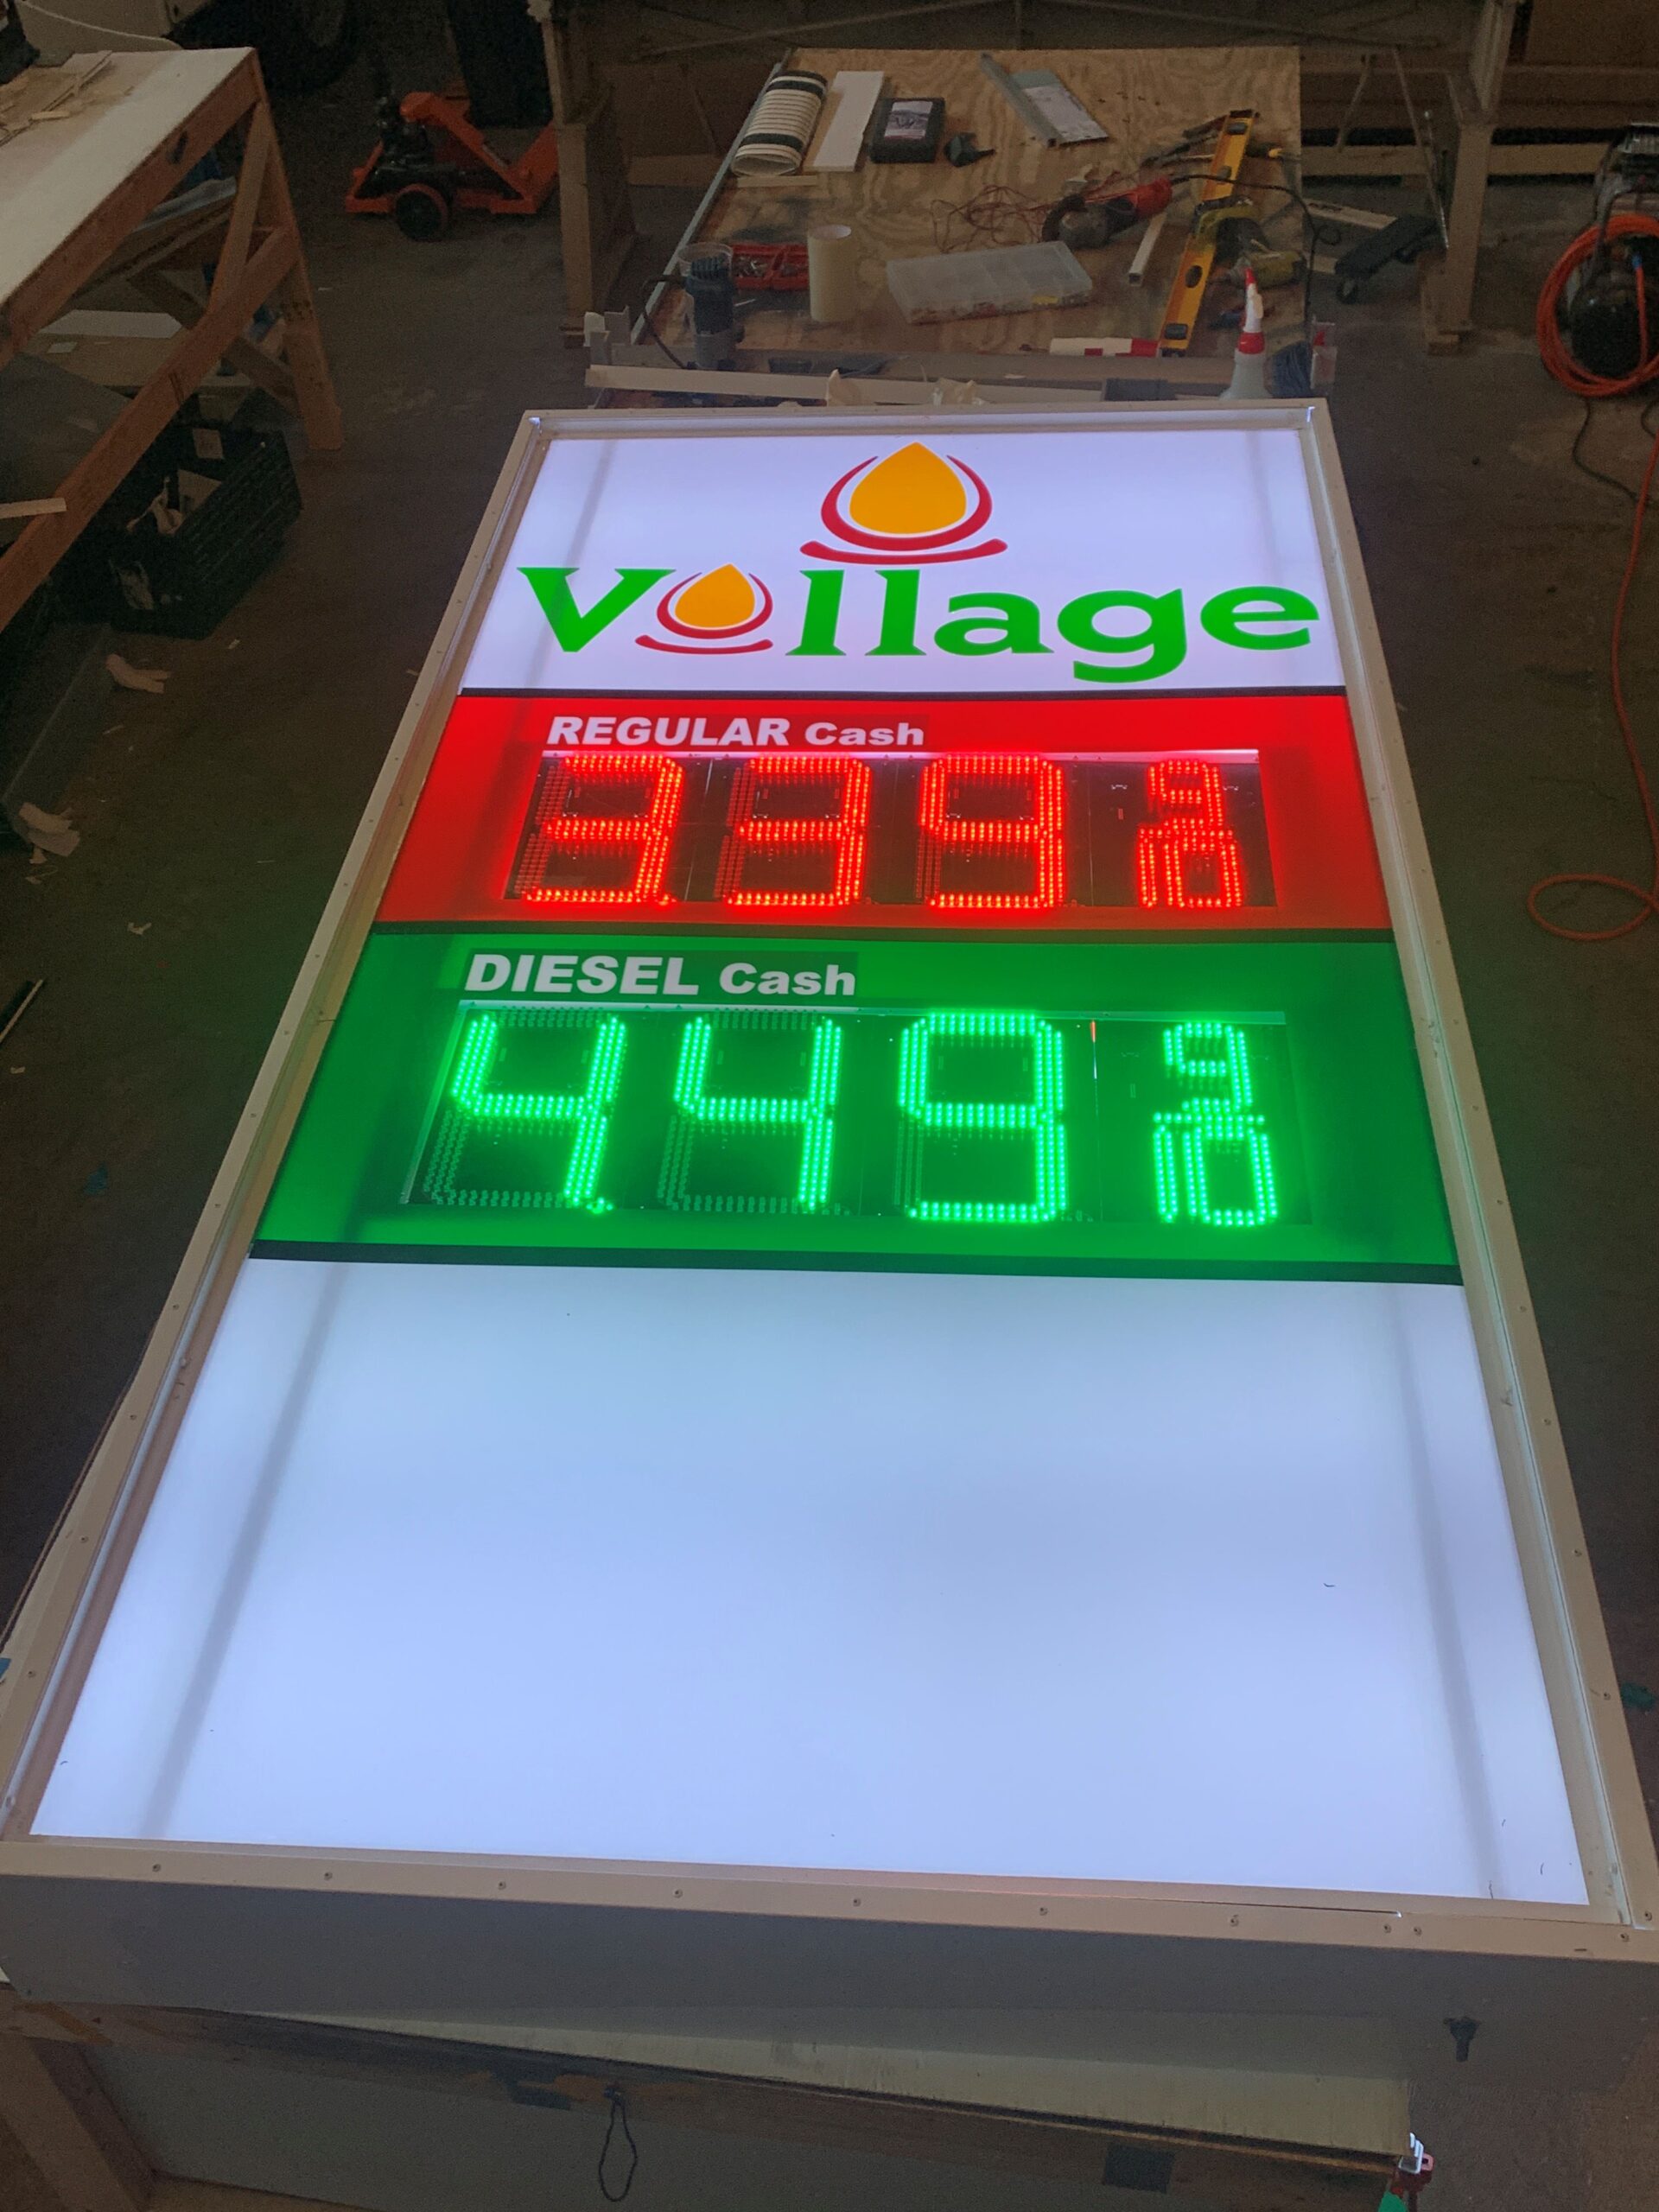 Village
REGULAR Cash
3.39 9/10
DIESEL Cash
4.49 9/10